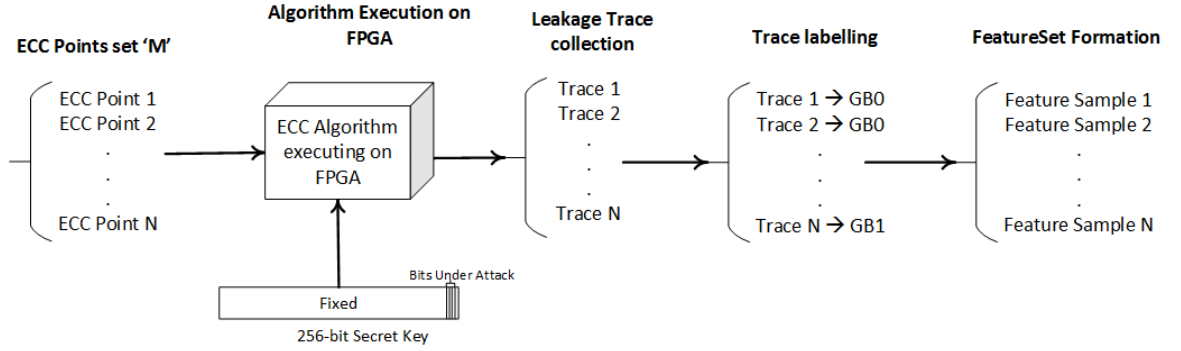 ECC Points set ‘M’
ECC Point 1
ECC Point 2
.
.
.
ECC Point N
Algorithm Execution on
FPGA
ECC Algorithm
executing on
FPGA
Bits Under Attack
Fixed
256-bit Secret Key
Leakage Trace
collection
Trace 1
Trace 2
.
.
.
Trace N
Trace labelling
Trace 1 → GB0
Trace 2 → GB0
.
.
.
Trace N → GB1
FeatureSet Formation
Feature Sample 1
Feature Sample 2
.
.
.
Feature Sample N